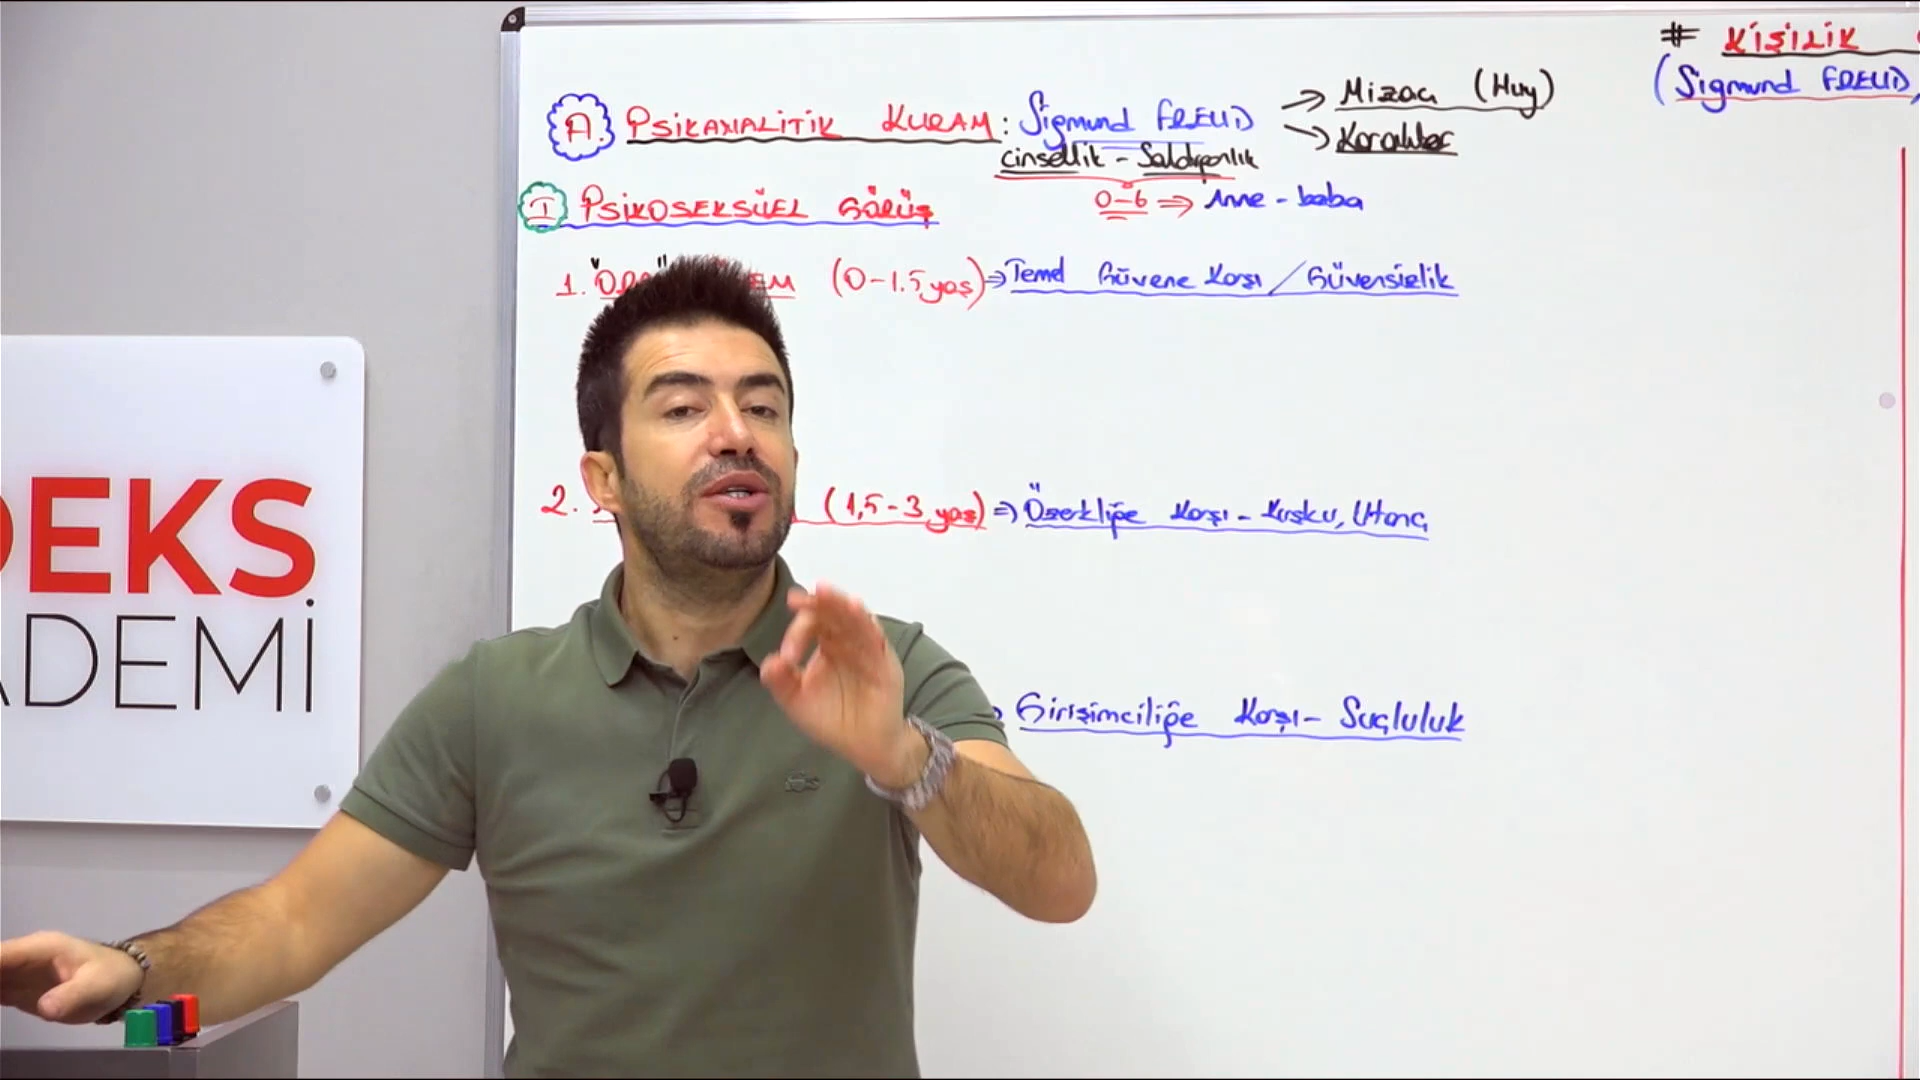 # KİŞİLİK
(Sigmund FREUD,
A. PSİKANALİTİK KURAM: Sigmund FREUD → Mizaç (Huy)
→ Karakter
cinsellik - Saldırganlık
I PSİKOSEKSÜEL GÖRÜŞ
0-6 ⇒ Anne - baba
1. (0-1.5 yaş) ⇒ Temel Güvene Karşı / Güvensizlik
2. (1,5-3 yaş) ⇒ Özerkliğe Karşı - Kuşku, Utanç
Girişimciliğe Karşı - Suçluluk
DEKS
ADEMİ